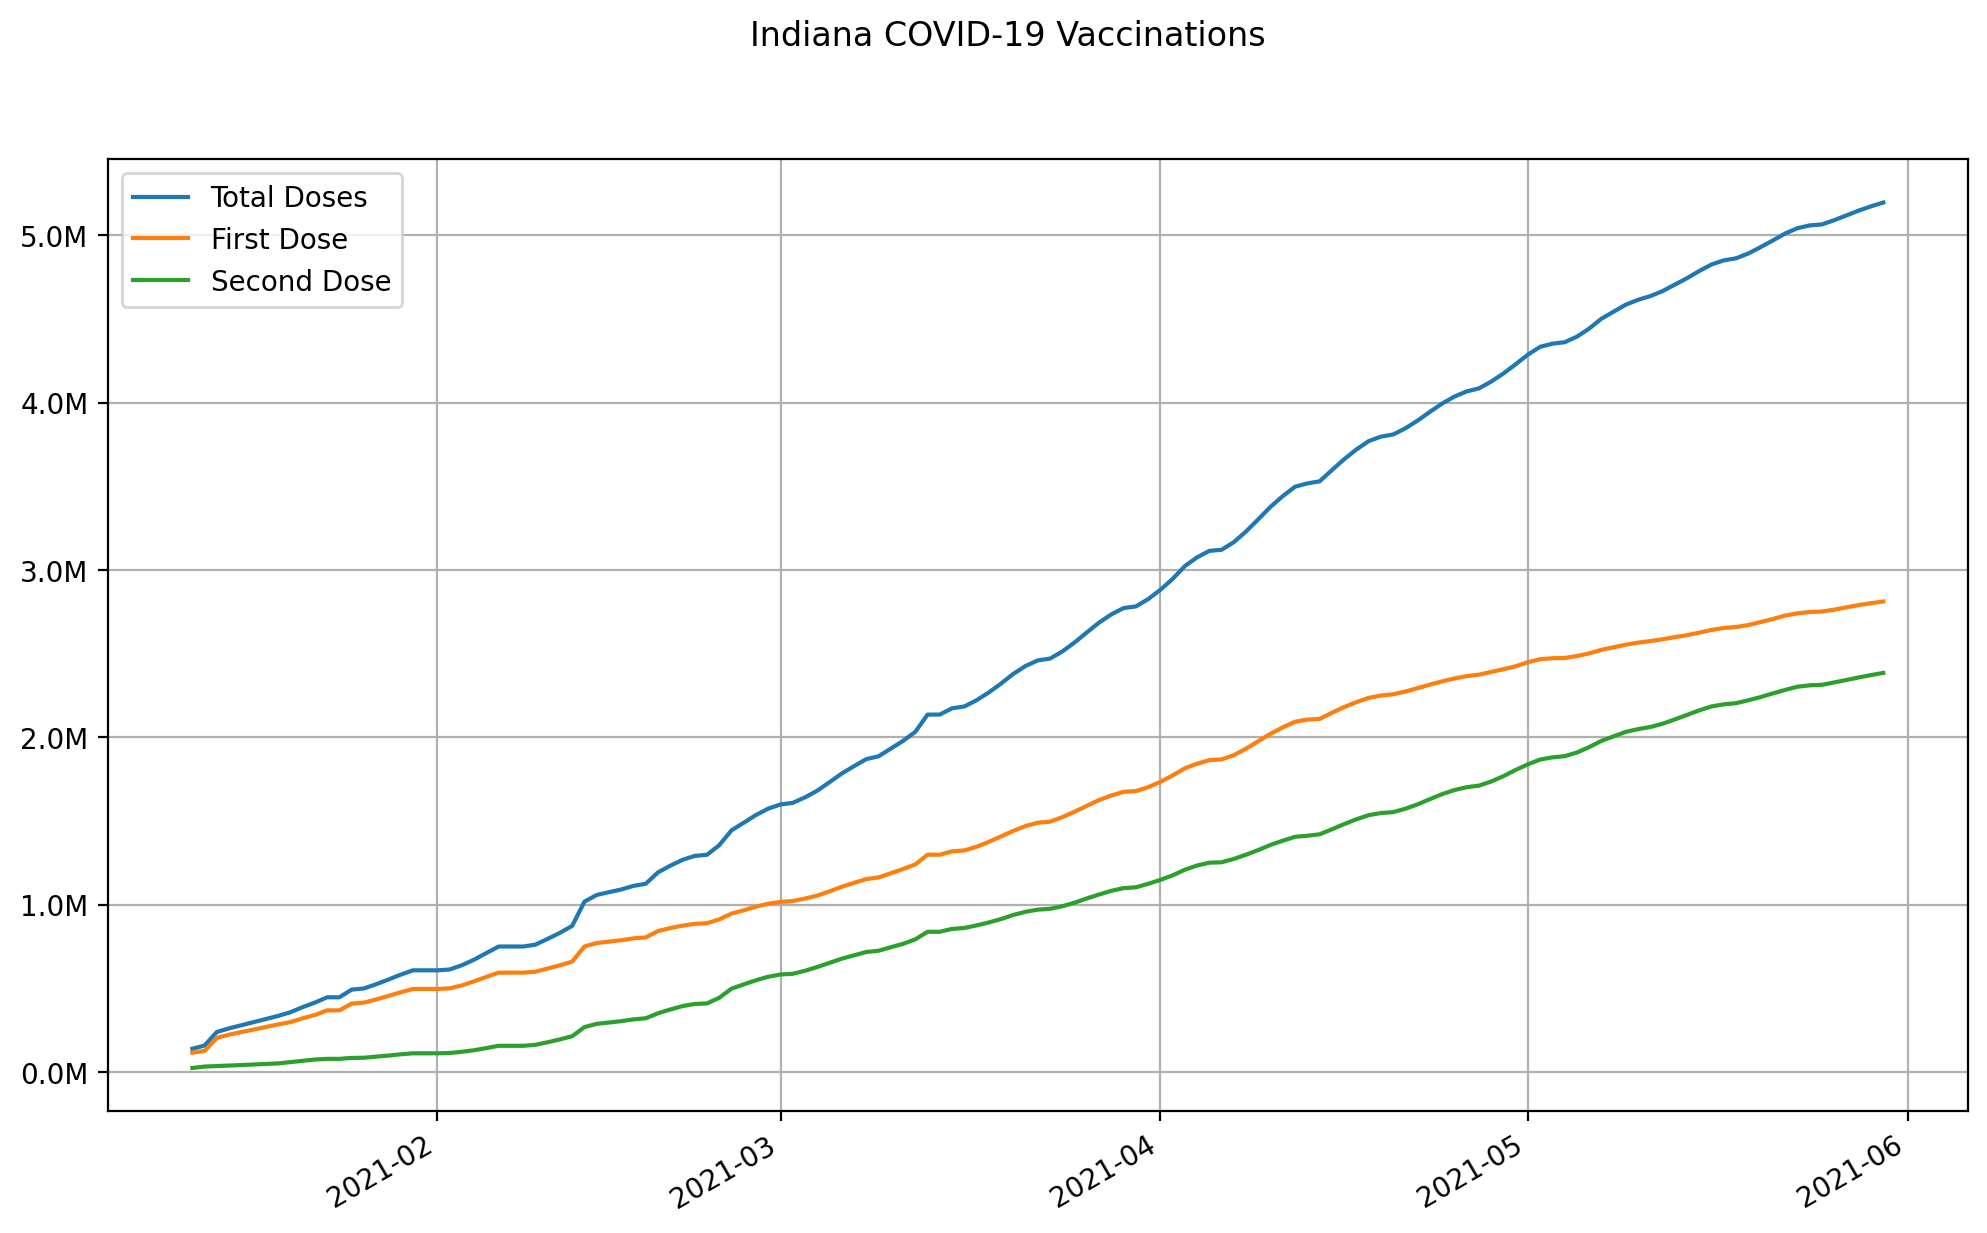 Indiana COVID-19 Vaccinations
Total Doses
First Dose
Second Dose
5.0M
4.0M
3.0M
2.0M
1.0M
0.0M
2021-02
2021-03
2021-04
2021-05
2021-06